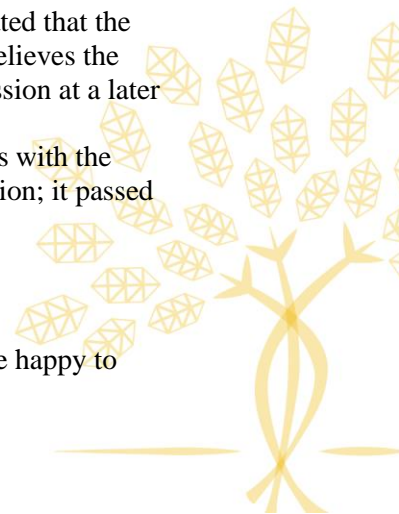 ted that the
elieves the
ssion at a later
s with the
ion; it passed
e happy to